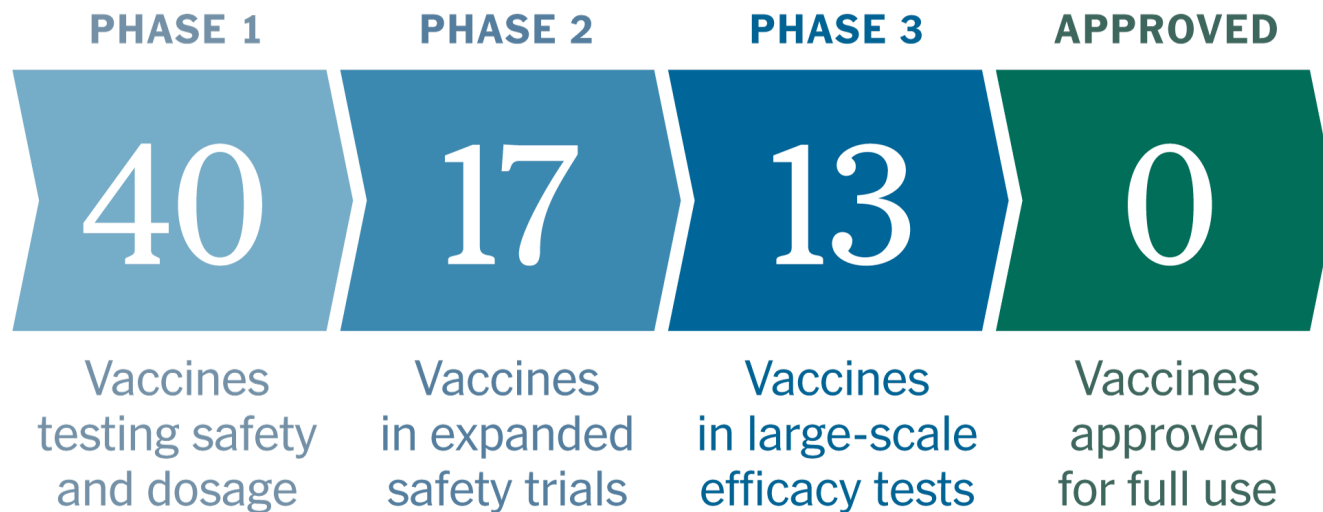 PHASE 1
40
Vaccines
testing safety
and dosage
PHASE 2
17
Vaccines
in expanded
safety trials
PHASE 3
13
Vaccines
in large-scale
efficacy tests
APPROVED
0
Vaccines
approved
for full use